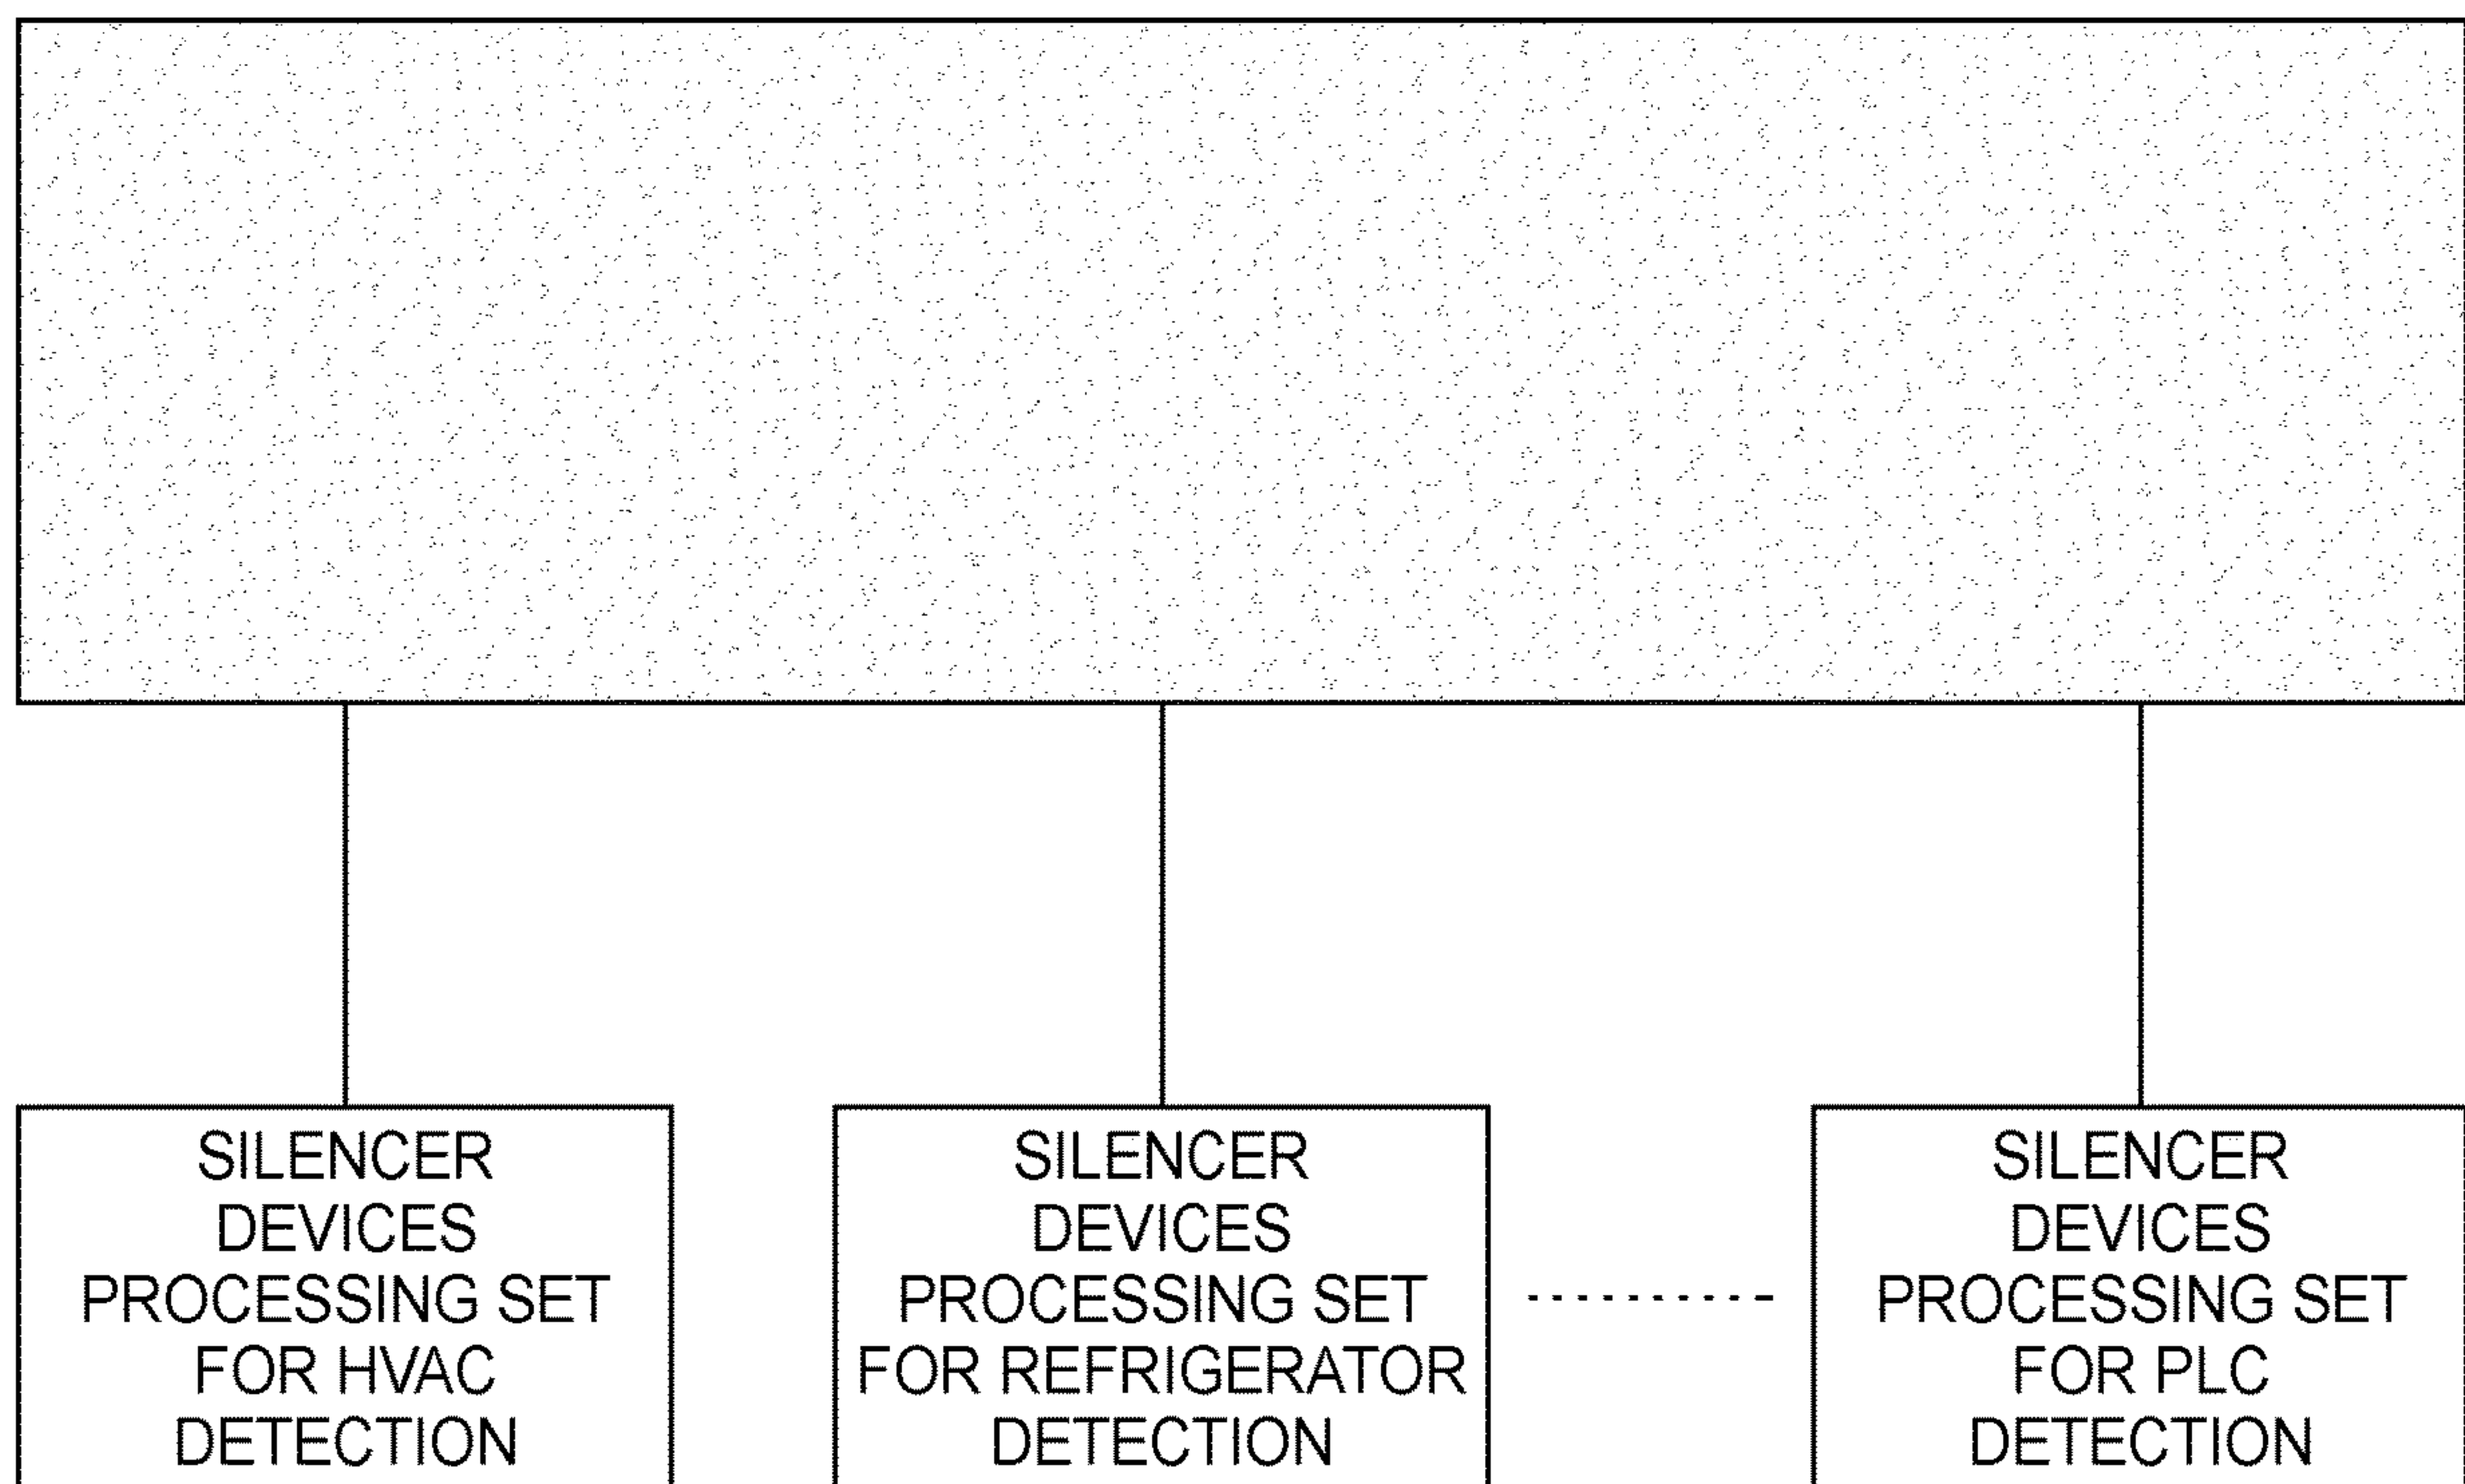 SILENCER
DEVICES
PROCESSING SET
FOR HVAC
DETECTION
SILENCER
DEVICES
PROCESSING SET
FOR REFRIGERATOR
DETECTION
SILENCER
DEVICES
PROCESSING SET
FOR PLC
DETECTION